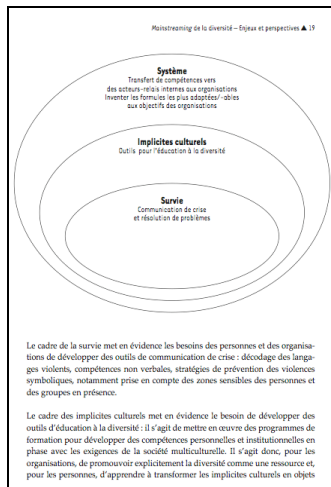 Mainstreaming de la diversité – Enjeux et perspectives ▲ 19
Système
Transfert de compétences vers
des acteurs-relais internes aux organisations
Inventer les formules les plus adaptées/-ables
aux objectifs des organisations
Implicites culturels
Outils pour l'éducation à la diversité
Survie
Communication de crise
et résolution de problèmes
Le cadre de la survie met en évidence les besoins des personnes et des organisa-
tions de développer des outils de communication de crise : décodage des langa-
ges violents, compétences non verbales, stratégies de prévention des violences
symboliques, notamment prise en compte des zones sensibles des personnes et
des groupes en présence.
Le cadre des implicites culturels met en évidence le besoin de développer des
outils d'éducation à la diversité : il s'agit de mettre en œuvre des programmes de
formation pour développer des compétences personnelles et institutionnelles en
phase avec les exigences de la société multiculturelle. Il s'agit donc, pour les
organisations, de promouvoir explicitement la diversité comme une ressource et,
pour les personnes, d'apprendre à transformer les implicites culturels en objets